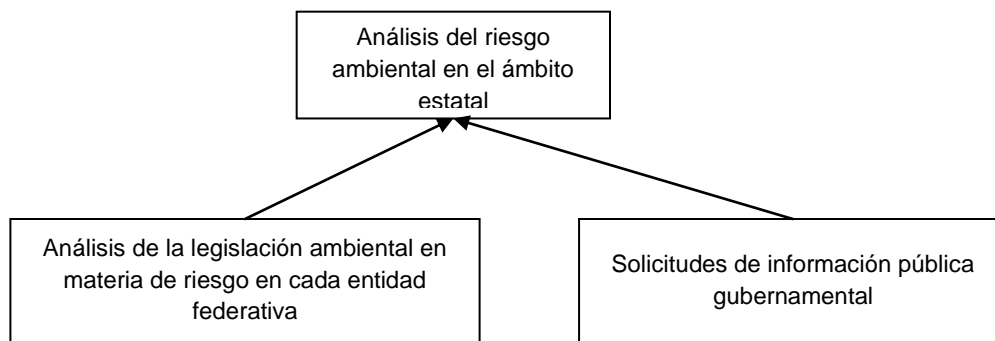 Análisis del riesgo
ambiental en el ámbito
estatal
Análisis de la legislación ambiental en
materia de riesgo en cada entidad
federativa
Solicitudes de información pública
gubernamental